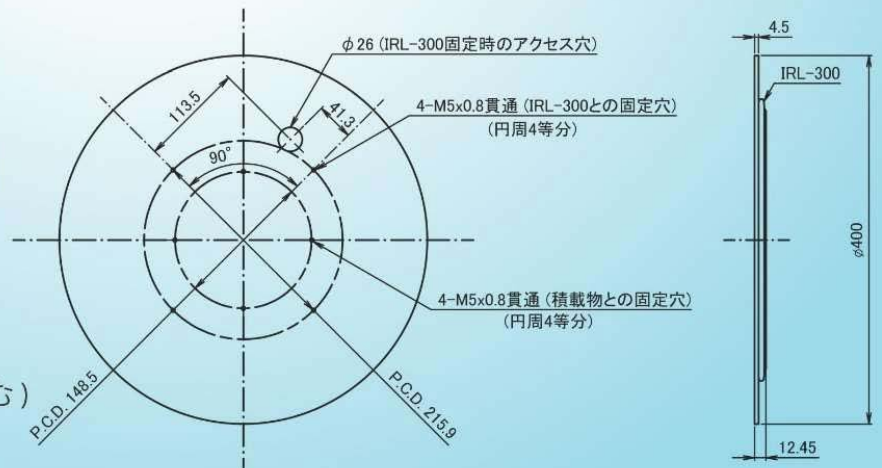 φ26 (IRL-300固定時のアクセス穴)
113.5
41.3
4-M5x0.8貫通 (IRL-300との固定穴)
(円周4等分)
90°
4-M5x0.8貫通 (積載物との固定穴)
(円周4等分)
P.C.D. 148.5
P.C.D. 215.9
む)
4.5
IRL-300
φ400
12.45